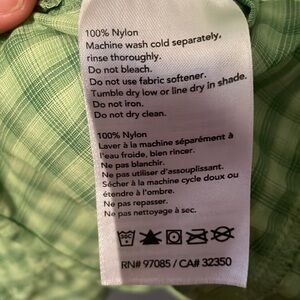 100% Nylon
Machine wash cold separately,
rinse thoroughly.
Do not bleach.
Do not use fabric softener.
Tumble dry low or line dry in shade.
Do not iron.
Do not dry clean.
100% Nylon
Laver à la machine séparément à
l'eau froide, bien rincer.
Ne pas blanchir.
Ne pas utiliser d'assouplissant.
Sécher à la machine cycle doux ou
étendre à l'ombre.
Ne pas repasser.
Ne pas nettoyage à sec.
RN# 97085 / CA# 32350